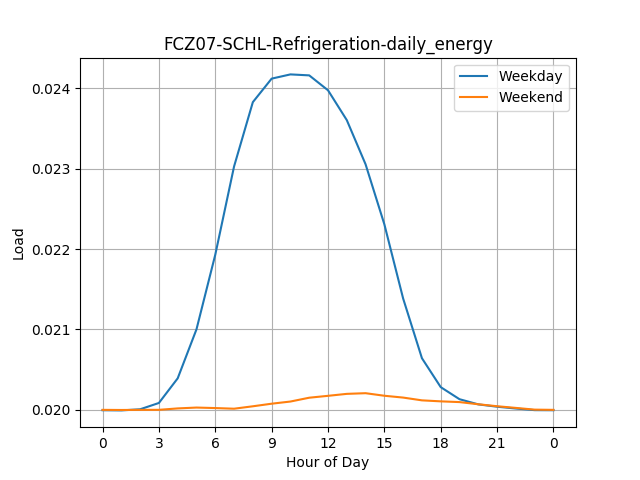 FCZ07-SCHL-Refrigeration-daily_energy
Weekday
Weekend
Load
0.024
0.023
0.022
0.021
0.020
0 3 6 9 12 15 18 21 0
Hour of Day